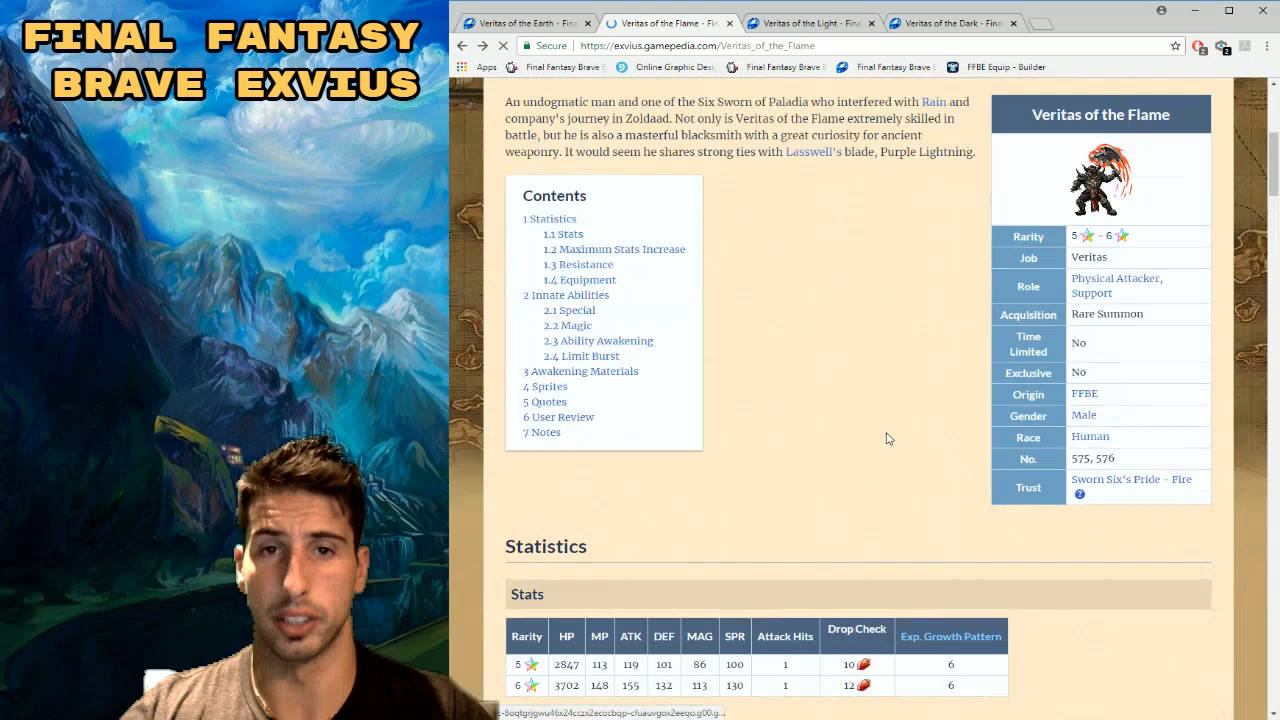 FINAL FANTASY
BRAVE EXVIUS
Veritas of the Earth - Fina
Veritas of the Flame - Fin
Veritas of the Light - Final
Veritas of the Dark - Final
Secure
https://exvius.gamepedia.com/Veritas_of_the_Flame
Apps
Final Fantasy Brave E
Online Graphic Desi
Final Fantasy Brave E
Final Fantasy Brave E
FFBE Equip - Builder
An undogmatic man and one of the Six Sworn of Paladia who interfered with Rain and
company's journey in Zoldaad. Not only is Veritas of the Flame extremely skilled in
battle, but he is also a masterful blacksmith with a great curiosity for ancient
weaponry. It would seem he shares strong ties with Lasswell's blade, Purple Lightning.
Contents
1 Statistics
1.1 Stats
1.2 Maximum Stats Increase
1.3 Resistance
1.4 Equipment
2 Innate Abilities
2.1 Special
2.2 Magic
2.3 Ability Awakening
2.4 Limit Burst
3 Awakening Materials
4 Sprites
5 Quotes
6 User Review
7 Notes
Veritas of the Flame
Rarity 5 - 6
Job Veritas
Role Physical Attacker,
Support
Acquisition Rare Summon
Time
Limited No
Exclusive No
Origin FFBE
Gender Male
Race Human
No. 575, 576
Trust Sworn Six's Pride - Fire
?
Statistics
Stats
Rarity HP MP ATK DEF MAG SPR Attack Hits Drop Check Exp. Growth Pattern
5 2847 113 119 101 86 100 1 10 6
6 3702 148 155 132 113 130 1 12 6